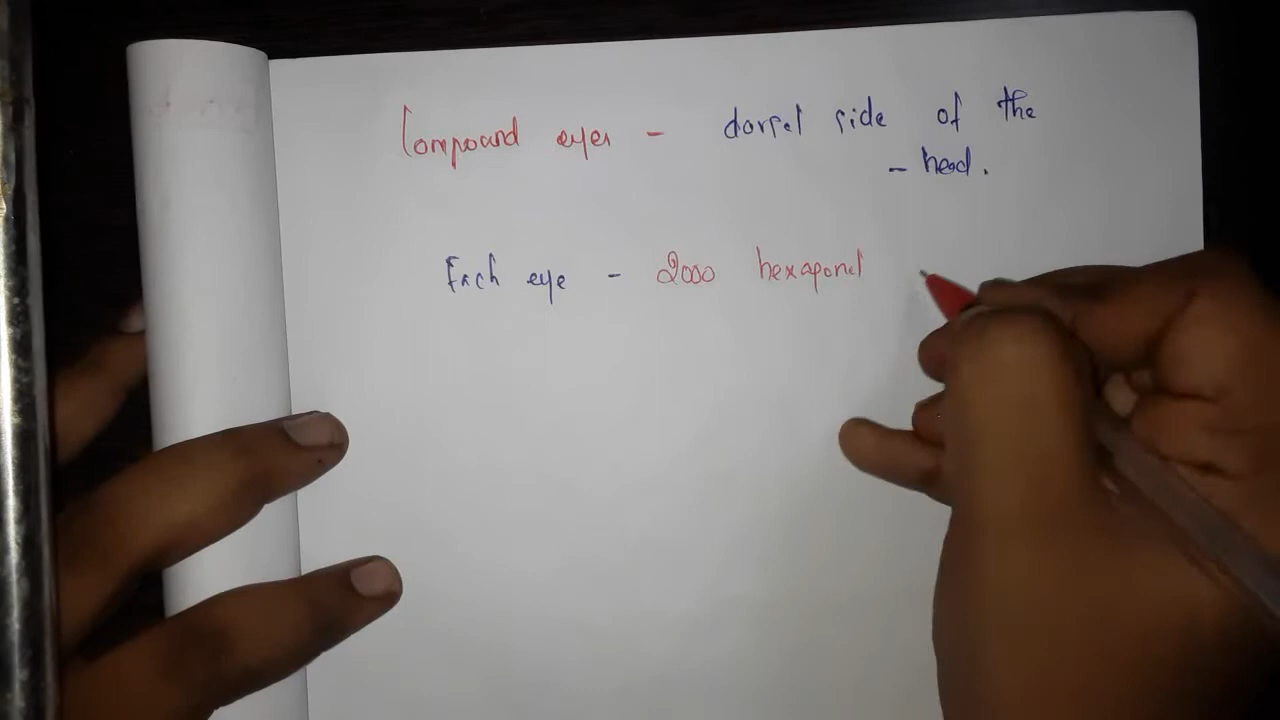 Compound eyes - dorsal side of the
- head.
Each eye - 2000 hexagonal